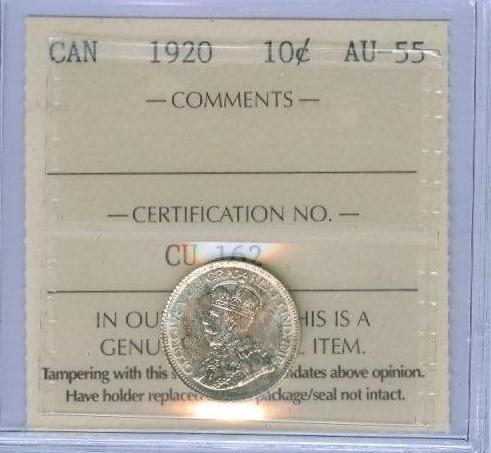 CAN 1920 10¢ AU-55
— COMMENTS —
— CERTIFICATION NO. —
CU 162
IN OU HIS IS A
GENU L ITEM.
Tampering with this idates above opinion.
Have holder replaced package/seal not intact.